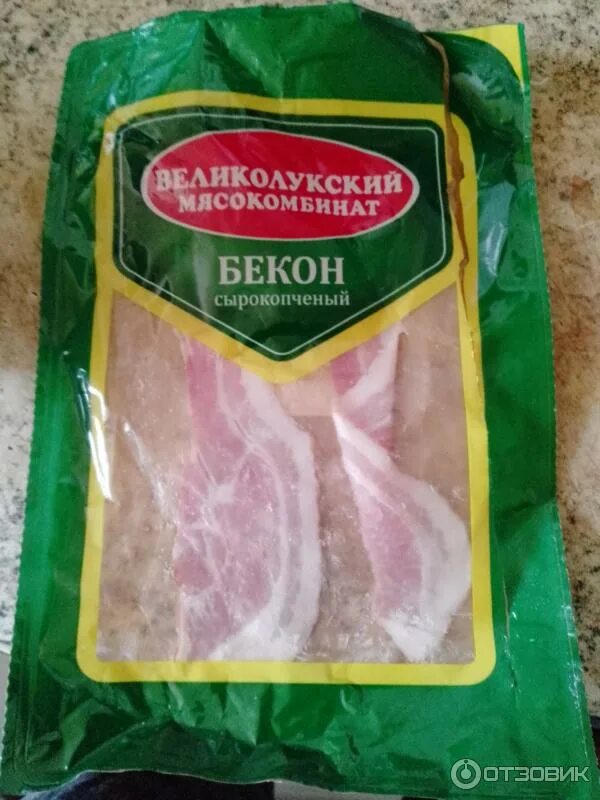 ВЕЛИКОЛУКСКИЙ
МЯСОКОМБИНАТ
БЕКОН
сырокопченый
ОТЗОВИК